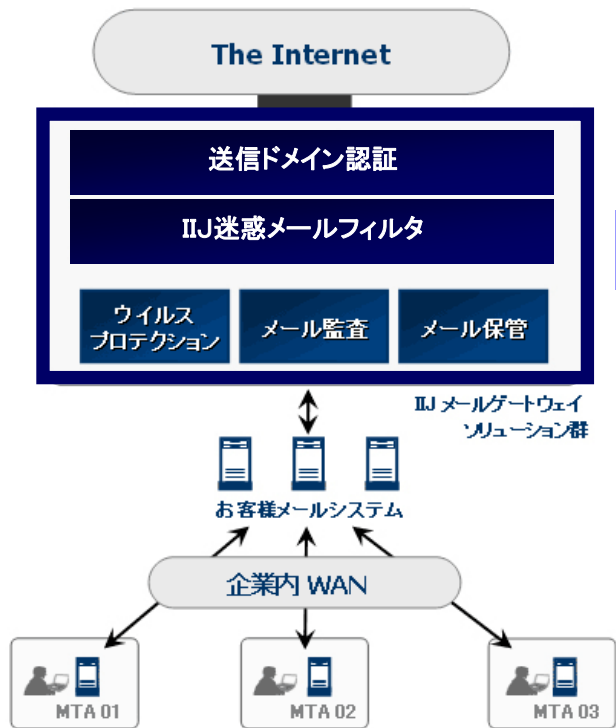 The Internet
送信ドメイン認証
IIJ迷惑メールフィルタ
ウイルス
プロテクション
メール監査
メール保管
IIJ メールゲートウェイ
ソリューション群
お客様メールシステム
企業内 WAN
MTA 01
MTA 02
MTA 03